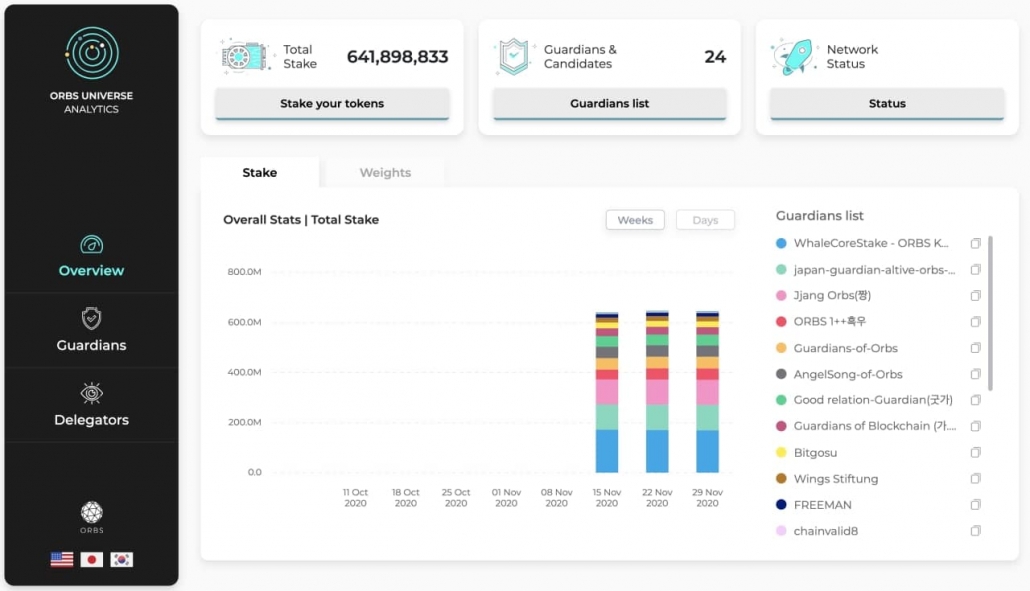 ORBS UNIVERSE
ANALYTICS
Overview
Guardians
Delegators
ORBS
Total
Stake
641,898,833
Stake your tokens
Guardians &
Candidates
24
Guardians list
Network
Status
Status
Stake
Weights
Overall Stats | Total Stake
Weeks
Days
800.0M
600.0M
400.0M
200.0M
0.0
11 Oct
2020
18 Oct
2020
25 Oct
2020
01 Nov
2020
08 Nov
2020
15 Nov
2020
22 Nov
2020
29 Nov
2020
Guardians list
WhaleCoreStake - ORBS K...
japan-guardian-altive-orbs-...
Jjang Orbs(짱)
ORBS 1++흑우
Guardians-of-Orbs
AngelSong-of-Orbs
Good relation-Guardian(굿가)
Guardians of Blockchain (가....
Bitgosu
Wings Stiftung
FREEMAN
chainvalid8